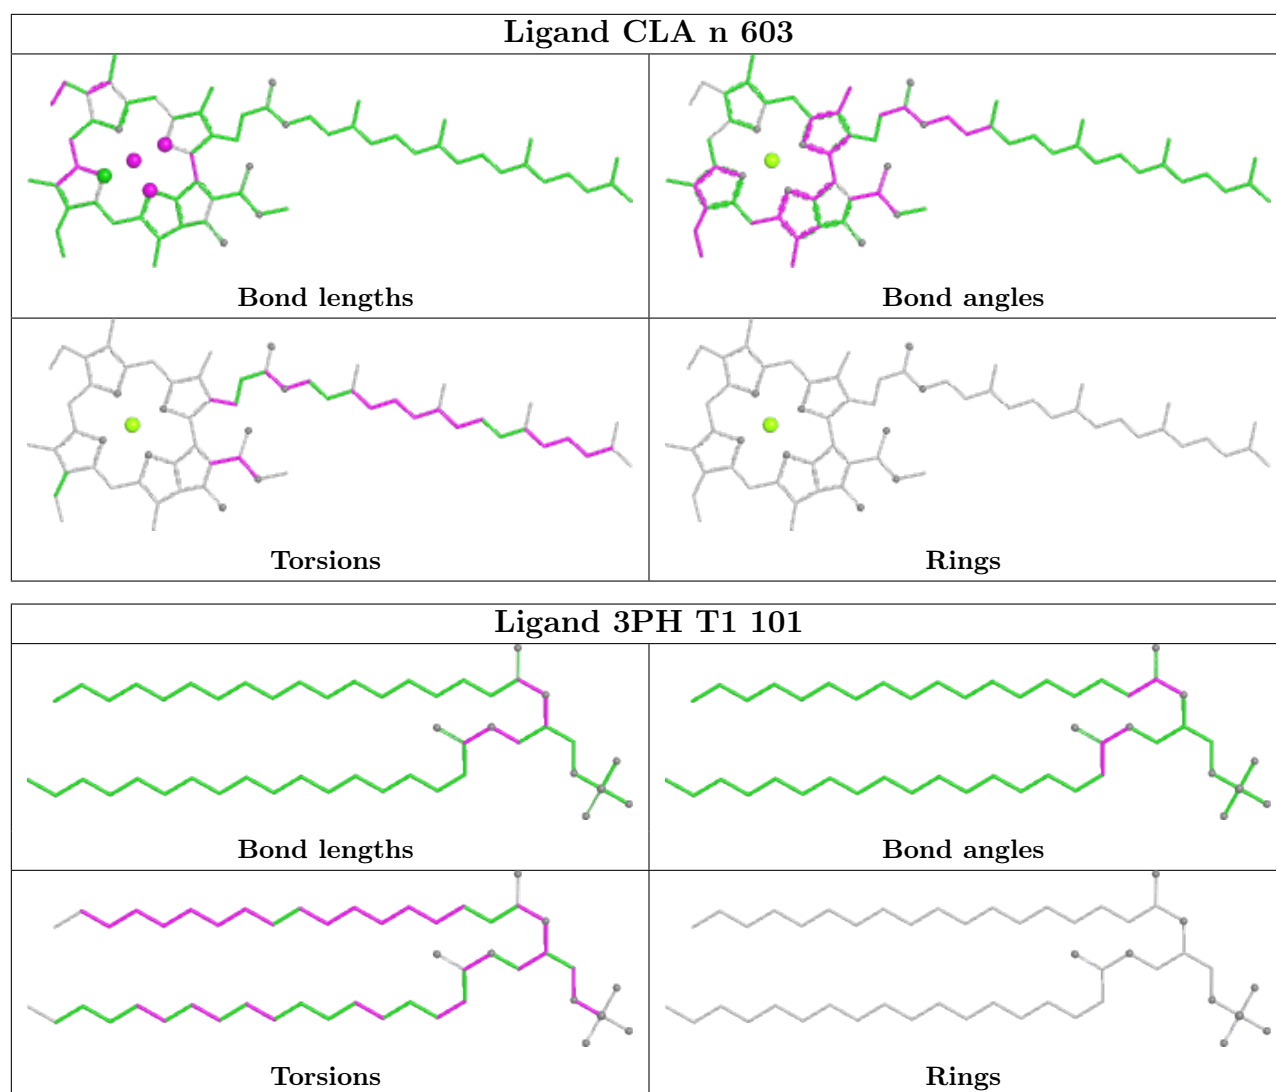 Ligand CLA n 603
Bond lengths
Bond angles
Torsions
Rings
Ligand 3PH T1 101
Bond lengths
Bond angles
Torsions
Rings